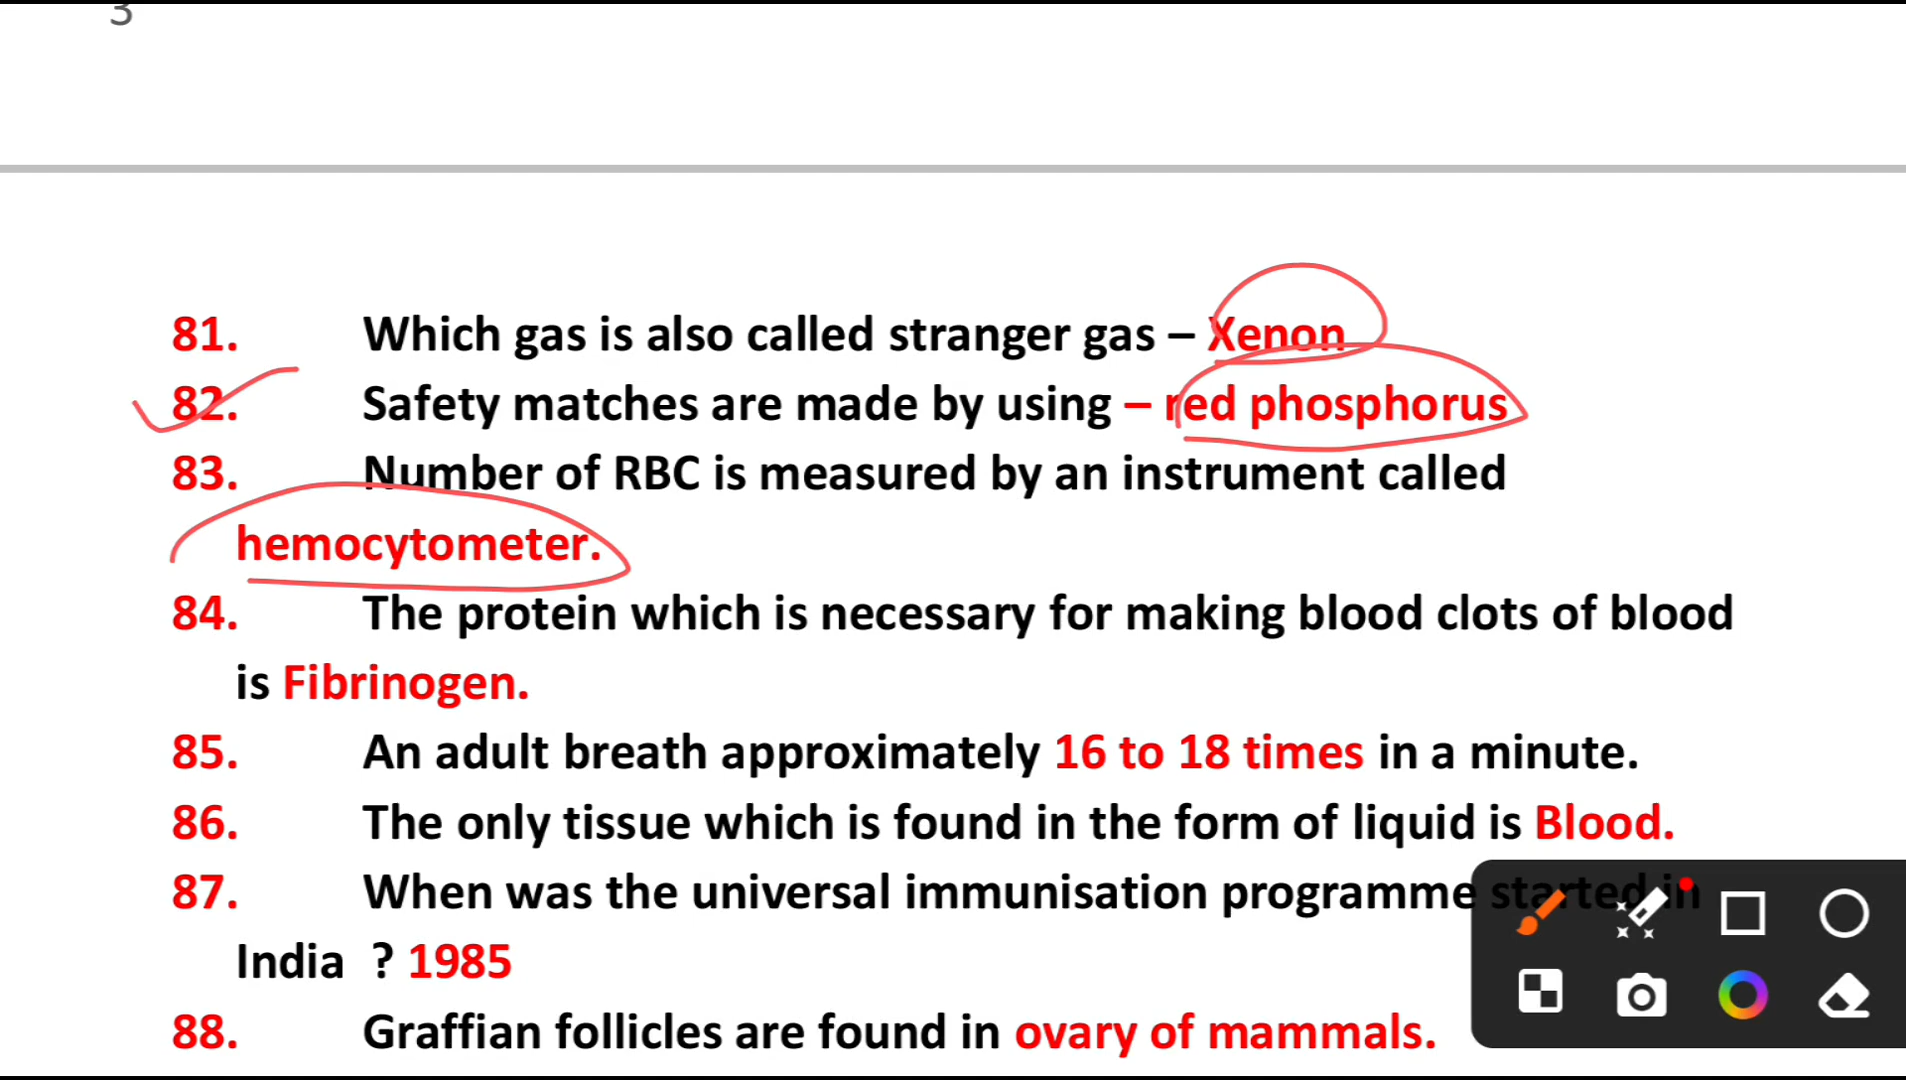 3
81. Which gas is also called stranger gas – Xenon
82. Safety matches are made by using – red phosphorus
83. Number of RBC is measured by an instrument called
hemocytometer.
84. The protein which is necessary for making blood clots of blood
is Fibrinogen.
85. An adult breath approximately 16 to 18 times in a minute.
86. The only tissue which is found in the form of liquid is Blood.
87. When was the universal immunisation programme started in
India ? 1985
88. Graffian follicles are found in ovary of mammals.